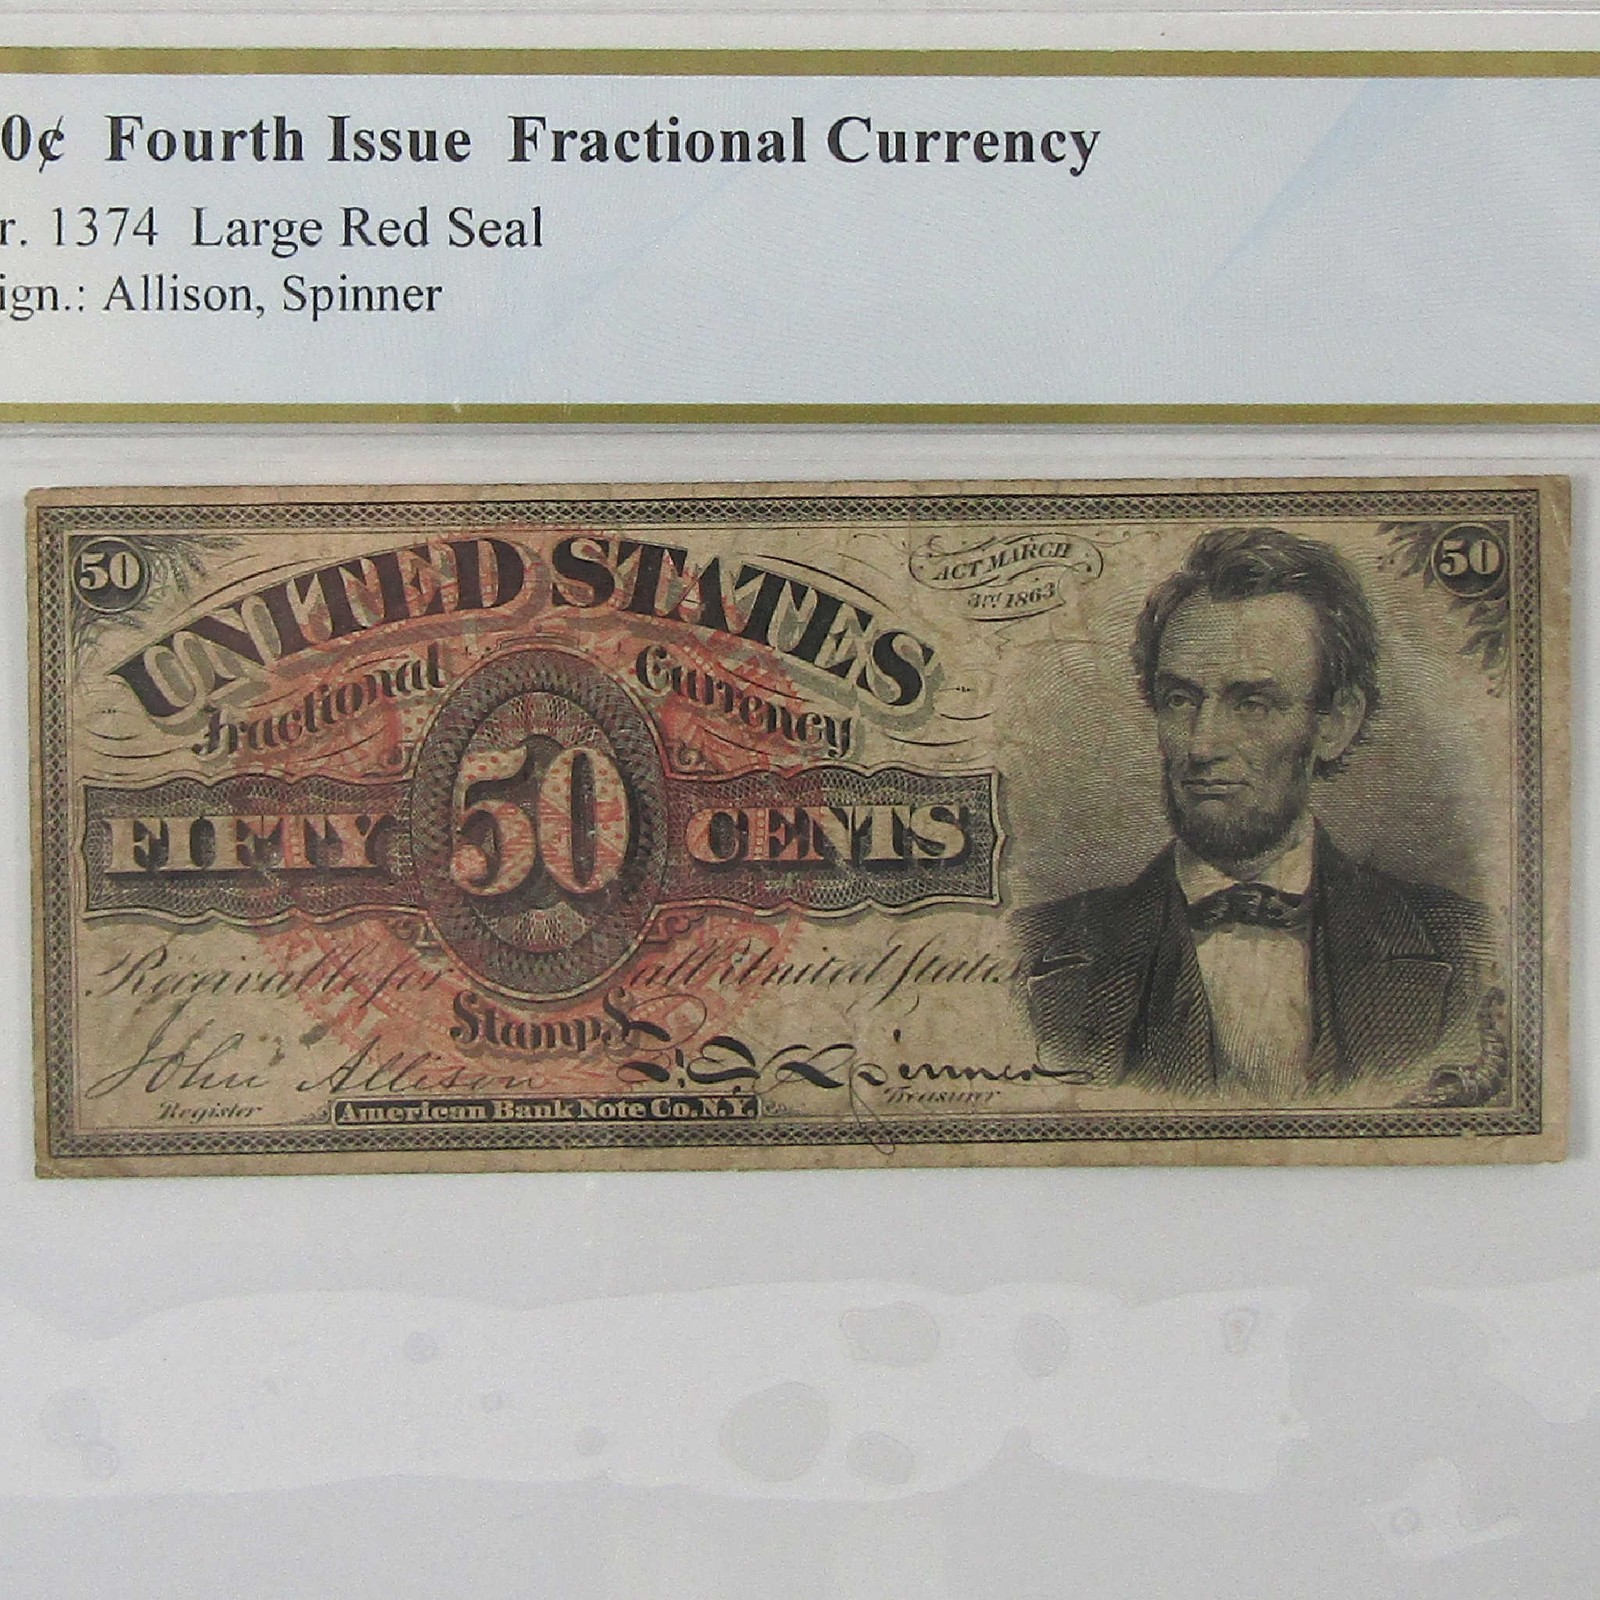 0¢ Fourth Issue Fractional Currency
r. 1374 Large Red Seal
ign.: Allison, Spinner
50 50
ACT MARCH
3rd 1863
UNITED STATES
Fractional Currency
FIFTY 50 CENTS
Receivable for all United States
Stamps
John Allison F. E. Spinner
Register Treasurer
American Bank Note Co. N.Y.